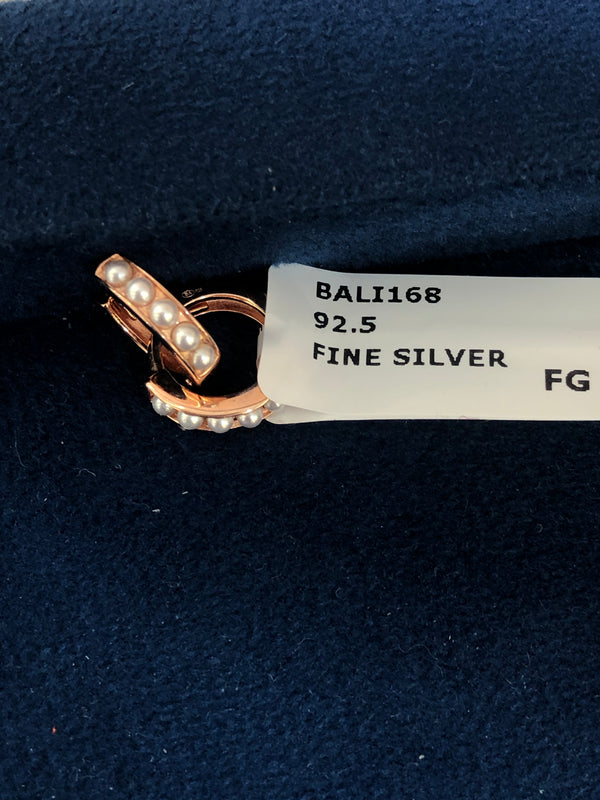 BALI168
92.5
FINE SILVER
FG